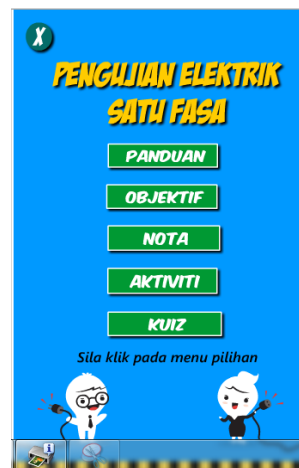 X
PENGUJIAN ELEKTRIK
SATU FASA
PANDUAN
OBJEKTIF
NOTA
AKTIVITI
KUIZ
Sila klik pada menu pilihan